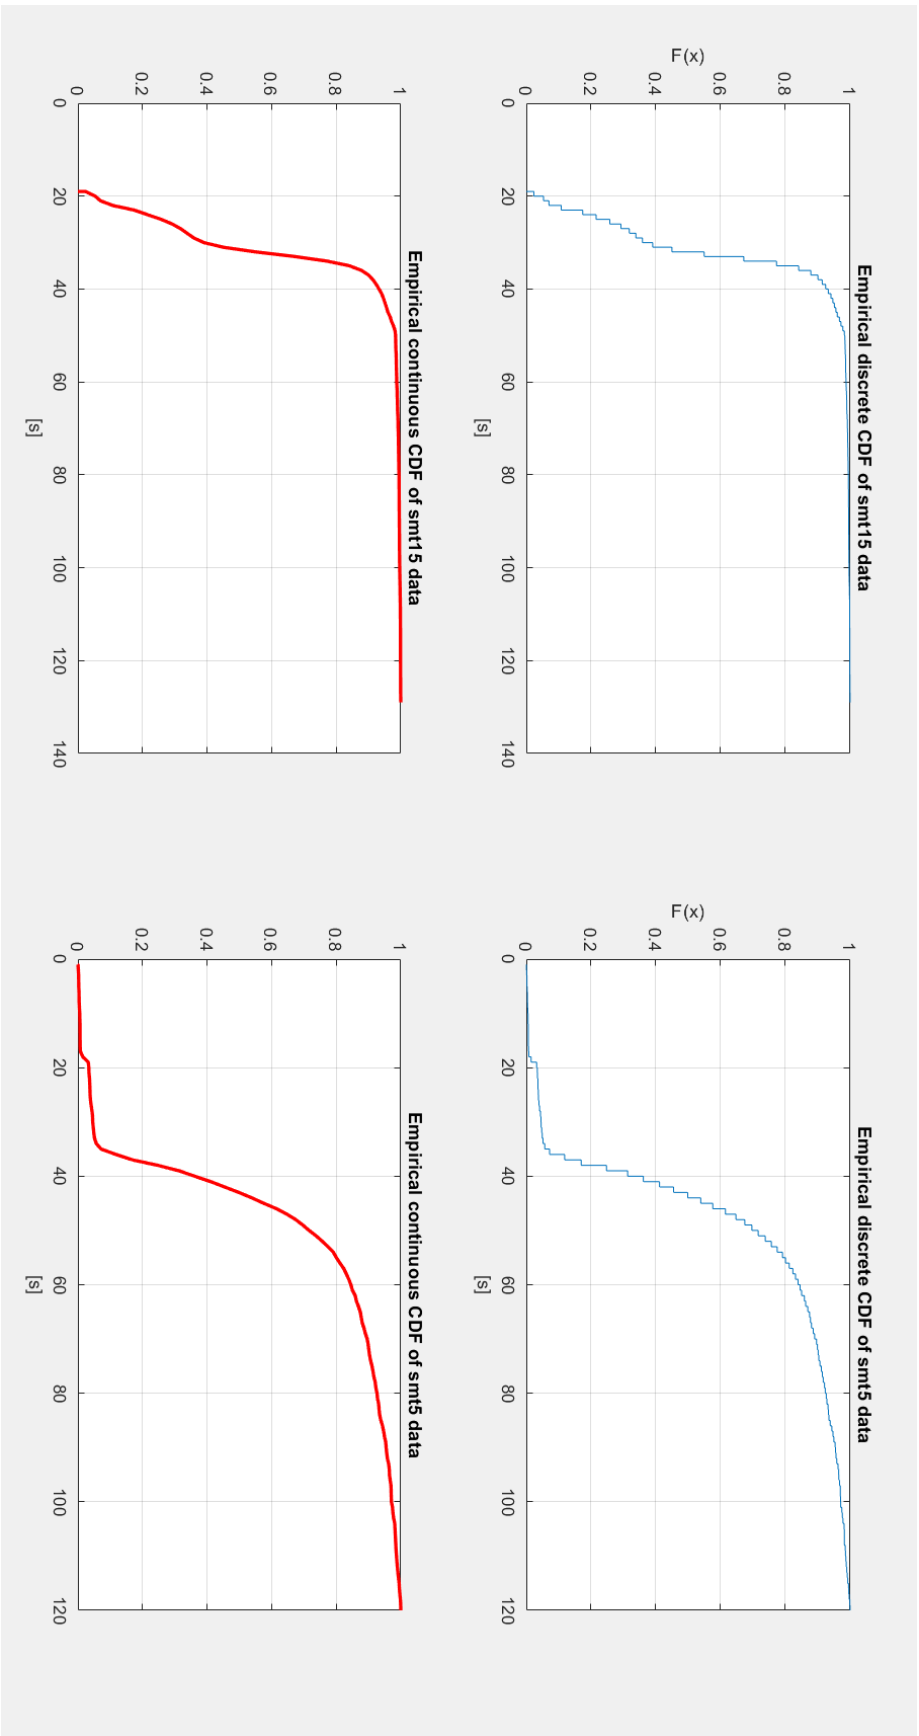 Empirical discrete CDF of smt15 data
F(x)
1
0.8
0.6
0.4
0.2
0
0 20 40 60 80 100 120 140
[s]
Empirical discrete CDF of smt5 data
F(x)
1
0.8
0.6
0.4
0.2
0
0 20 40 60 80 100 120
[s]
Empirical continuous CDF of smt15 data
1
0.8
0.6
0.4
0.2
0
0 20 40 60 80 100 120 140
[s]
Empirical continuous CDF of smt5 data
1
0.8
0.6
0.4
0.2
0
0 20 40 60 80 100 120
[s]